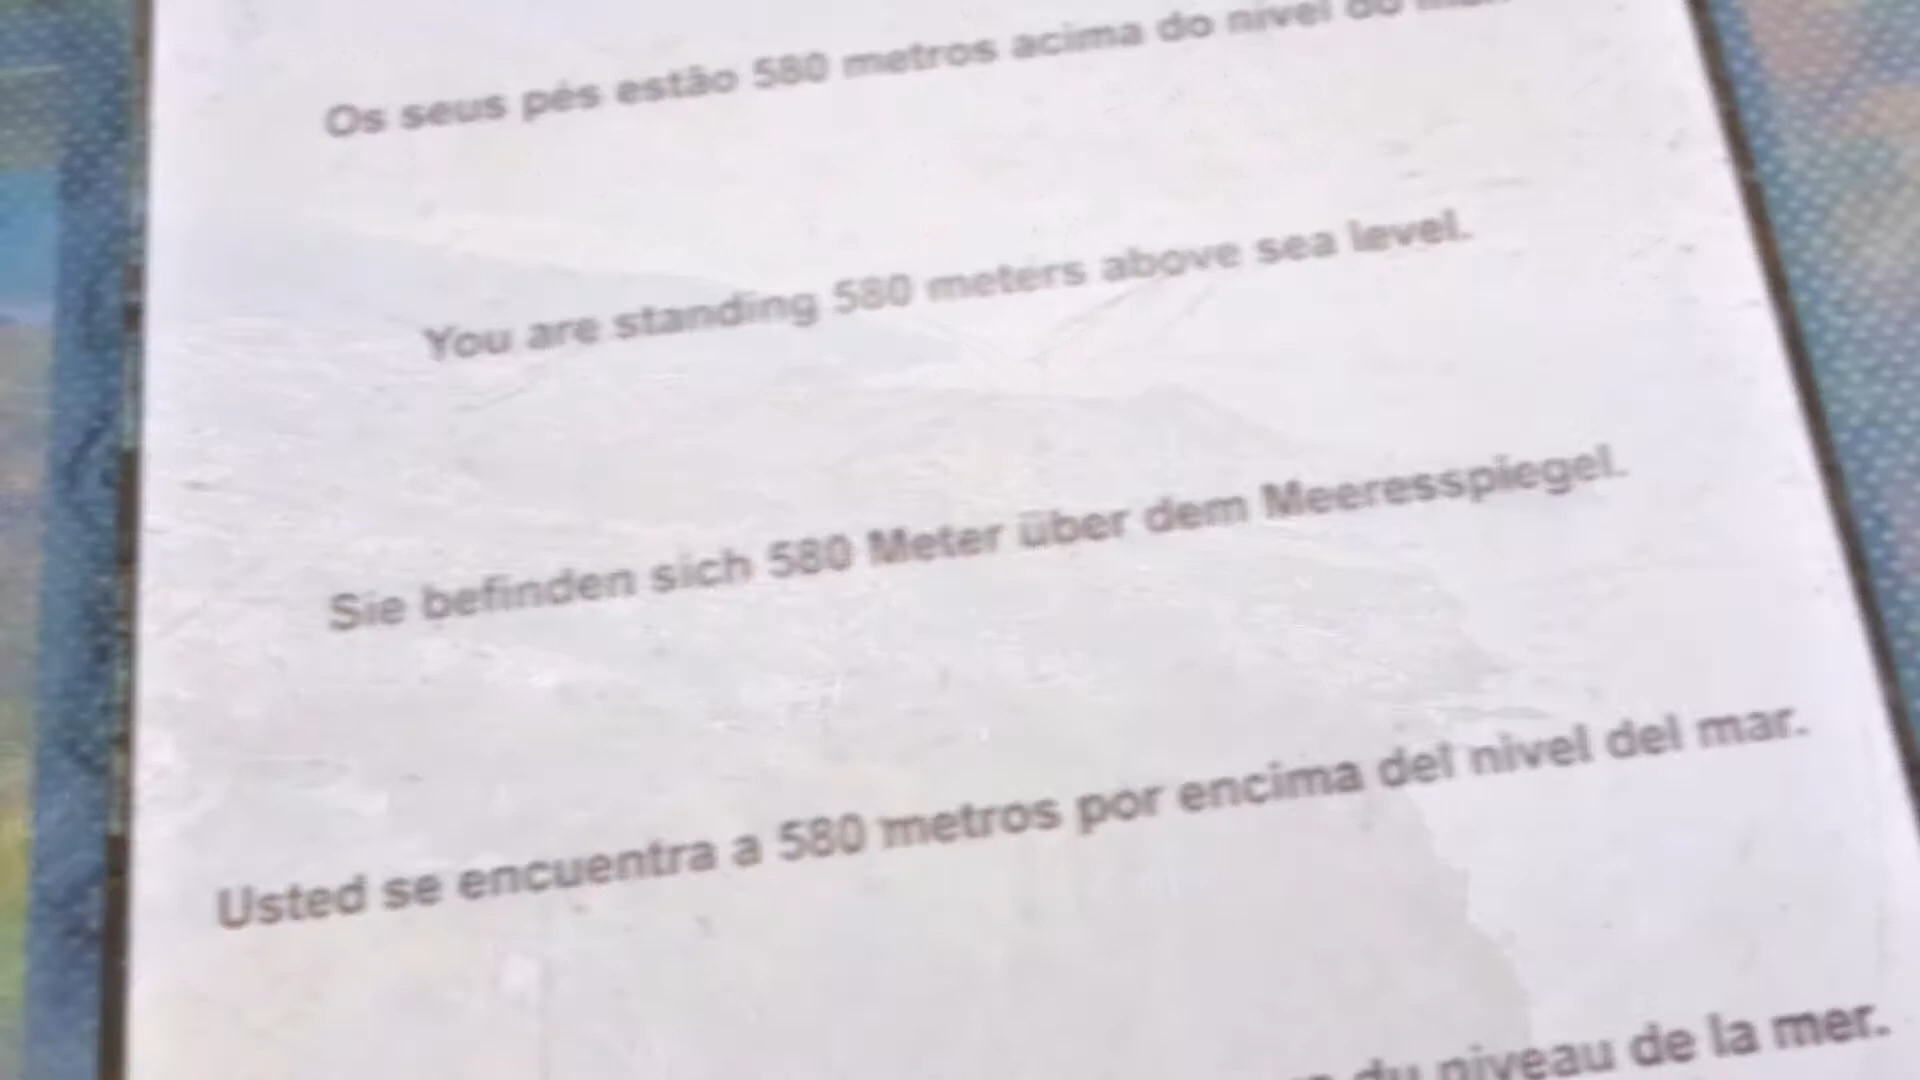 Os seus pés estão 580 metros acima do nível do
You are standing 580 meters above sea level.
Sie befinden sich 580 Meter über dem Meeresspiegel.
Usted se encuentra a 580 metros por encima del nivel del mar.
du niveau de la mer.